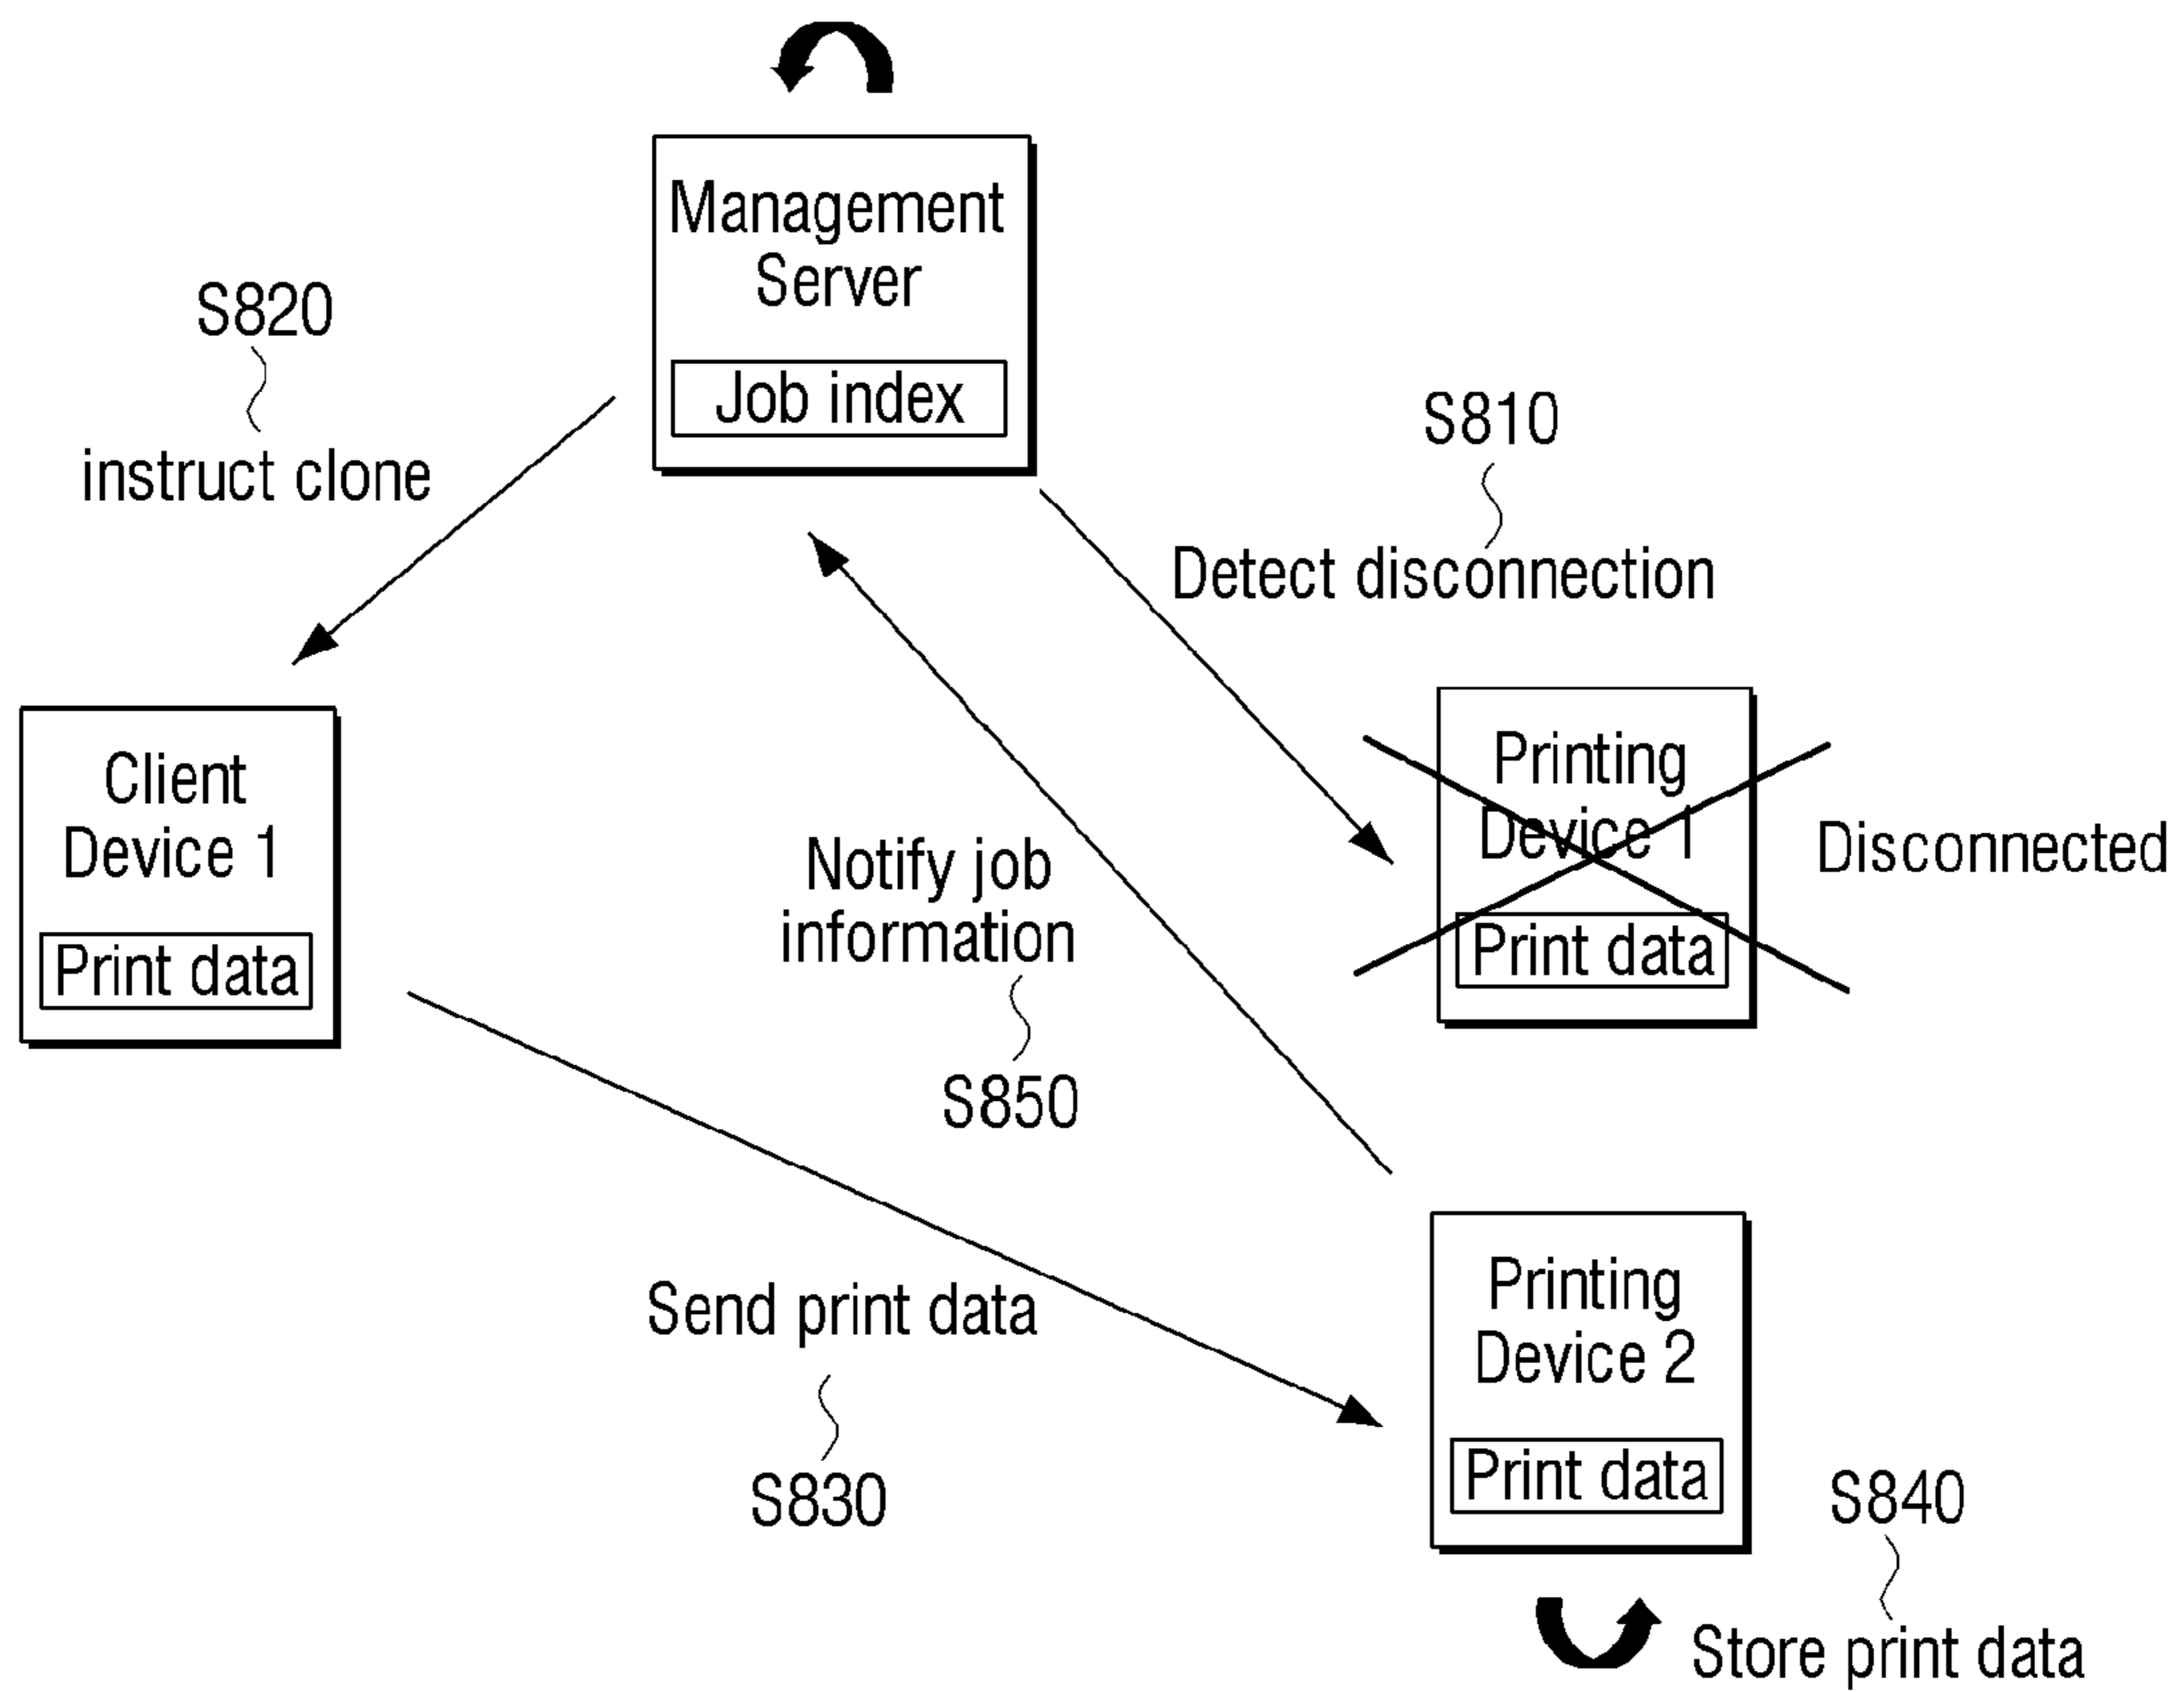 Management
Server
Job index
S820
instruct clone
S810
Detect disconnection
Client
Device 1
Print data
Printing
Device 1
Print data
Disconnected
Notify job
information
S850
Send print data
S830
Printing
Device 2
Print data
S840
Store print data